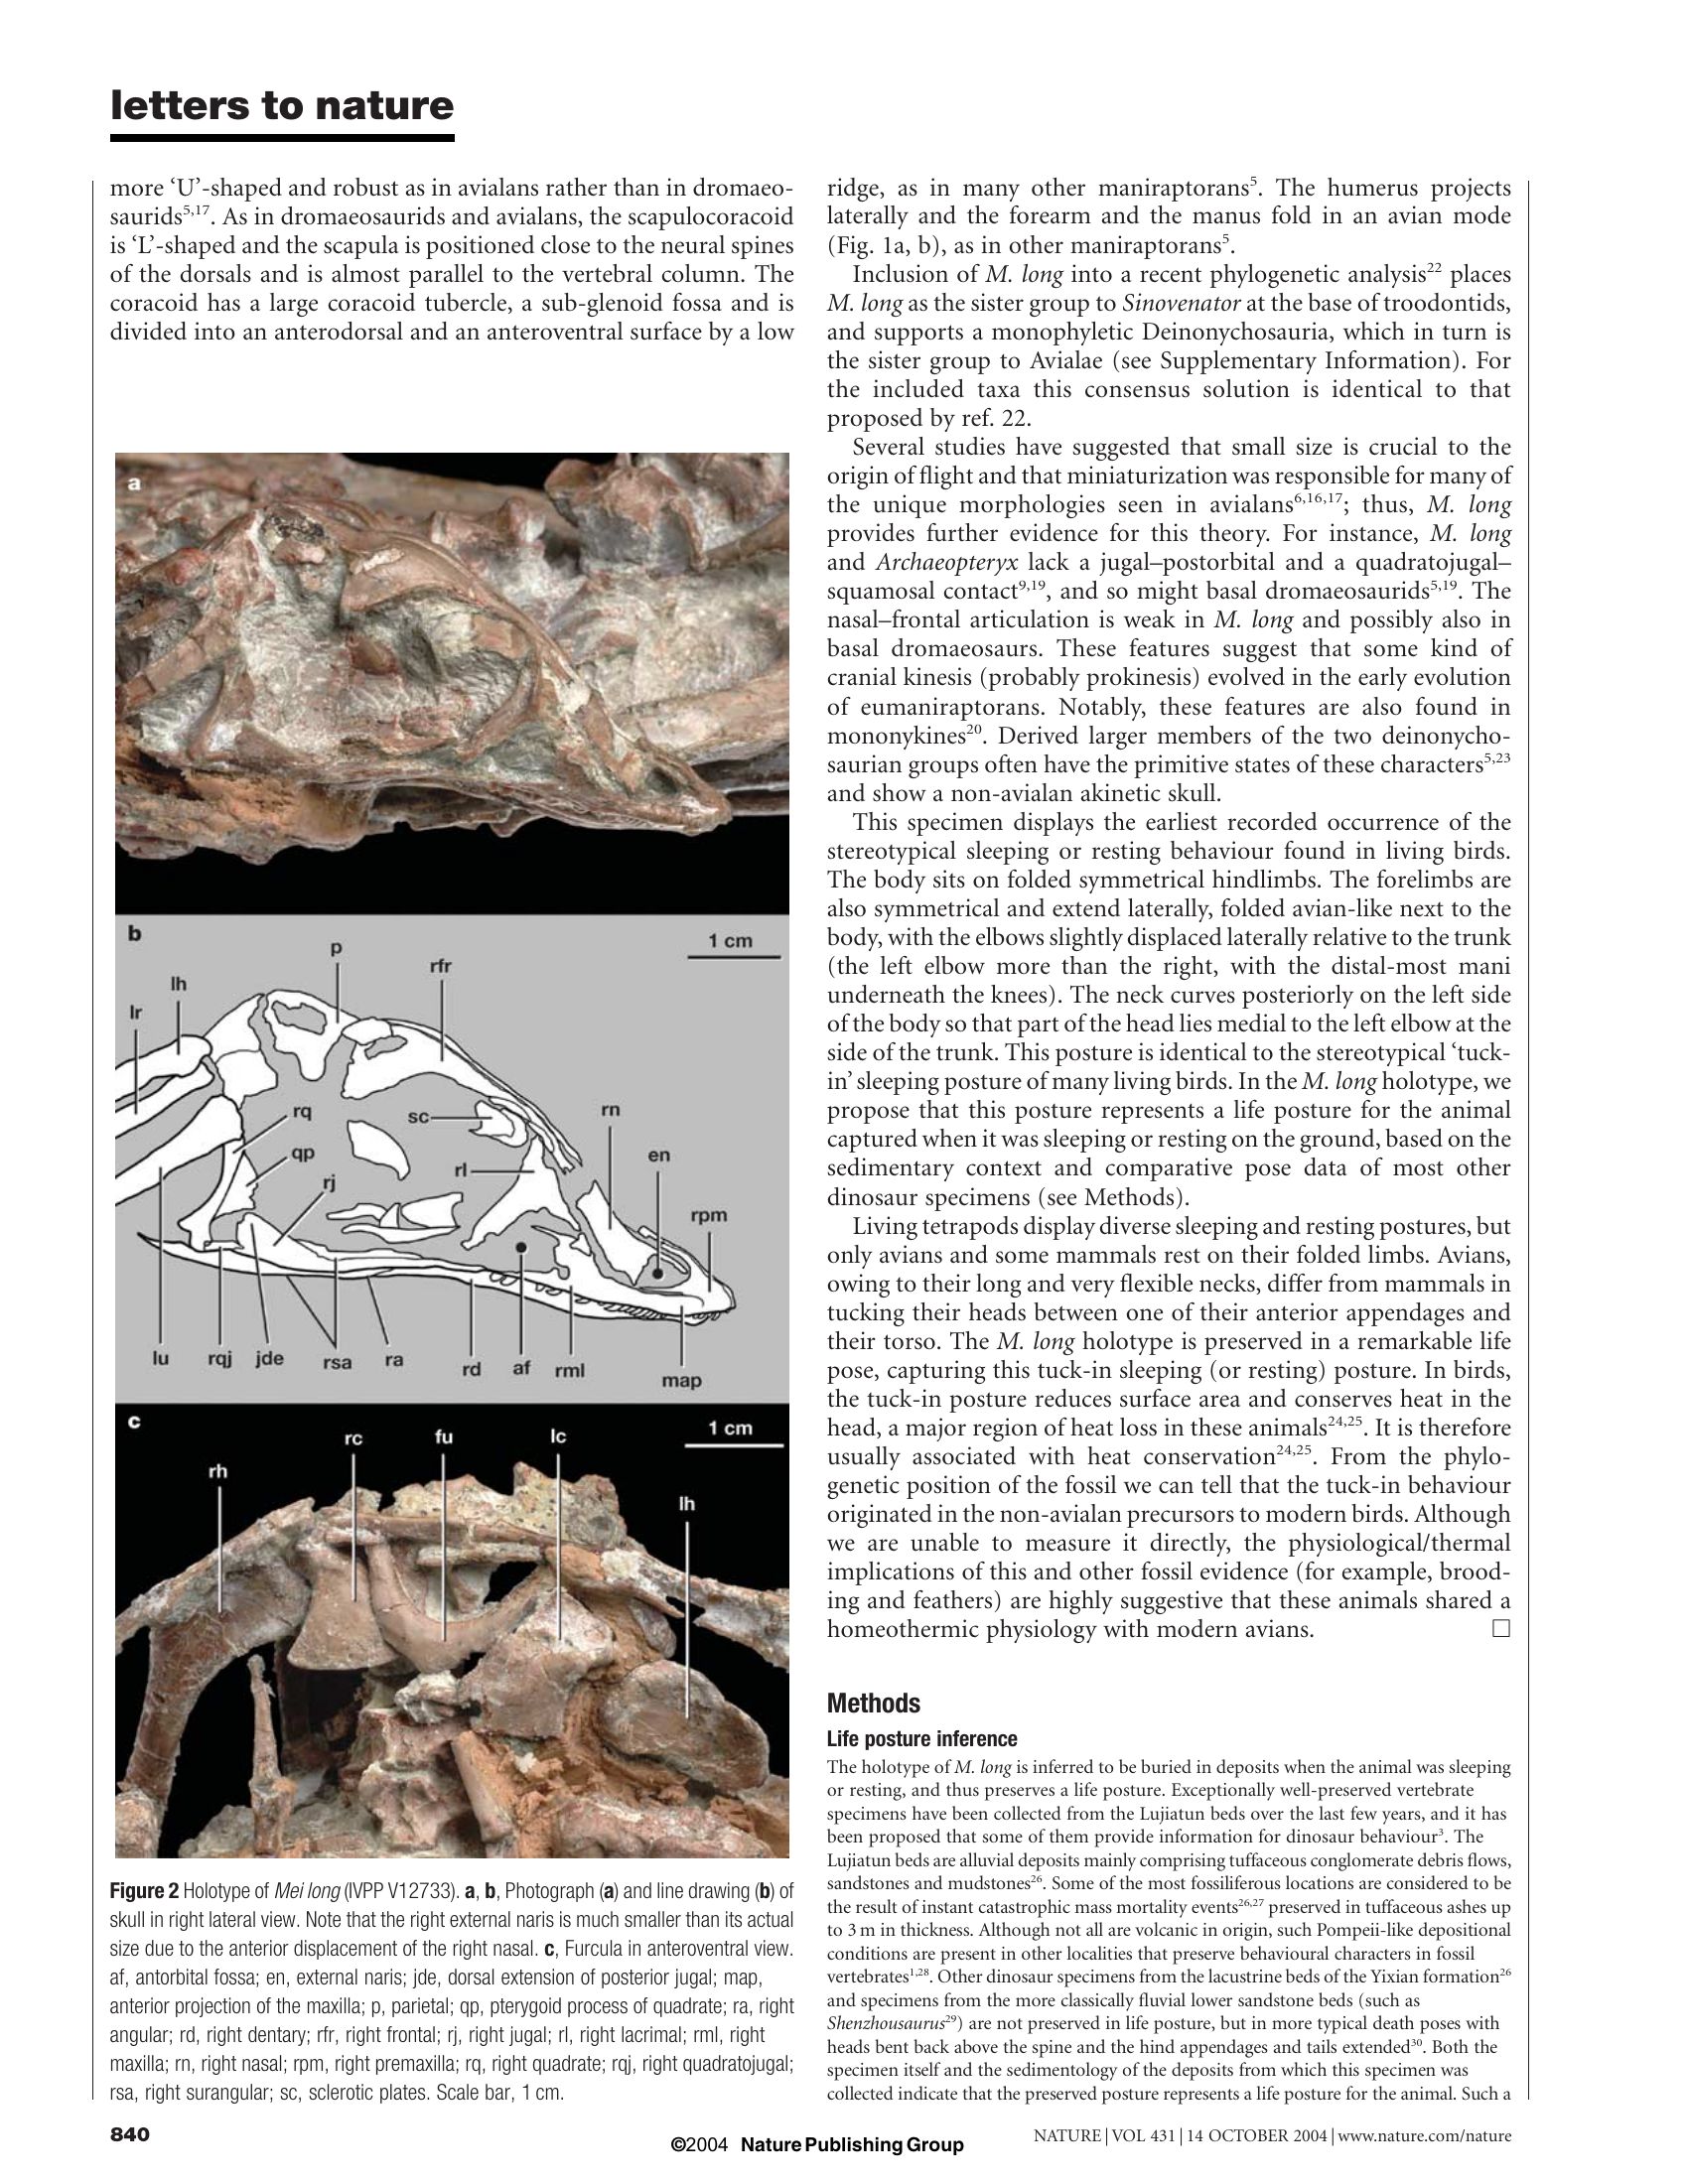 letters to nature
more ‘U’-shaped and robust as in avialans rather than in dromaeo-
saurids5,17. As in dromaeosaurids and avialans, the scapulocoracoid
is ‘L’-shaped and the scapula is positioned close to the neural spines
of the dorsals and is almost parallel to the vertebral column. The
coracoid has a large coracoid tubercle, a sub-glenoid fossa and is
divided into an anterodorsal and an anteroventral surface by a low
a
b
1 cm
p
rfr
lh
lr
rq
sc
rn
qp
rl
en
rj
rpm
lu
rqj
jde
rsa
ra
rd
af
rml
map
c
1 cm
rc
fu
lc
rh
lh
Figure 2 Holotype of Mei long (IVPP V12733). a, b, Photograph (a) and line drawing (b) of
skull in right lateral view. Note that the right external naris is much smaller than its actual
size due to the anterior displacement of the right nasal. c, Furcula in anteroventral view.
af, antorbital fossa; en, external naris; jde, dorsal extension of posterior jugal; map,
anterior projection of the maxilla; p, parietal; qp, pterygoid process of quadrate; ra, right
angular; rd, right dentary; rfr, right frontal; rj, right jugal; rl, right lacrimal; rml, right
maxilla; rn, right nasal; rpm, right premaxilla; rq, right quadrate; rqj, right quadratojugal;
rsa, right surangular; sc, sclerotic plates. Scale bar, 1 cm.
ridge, as in many other maniraptorans5. The humerus projects
laterally and the forearm and the manus fold in an avian mode
(Fig. 1a, b), as in other maniraptorans5.
Inclusion of M. long into a recent phylogenetic analysis22 places
M. long as the sister group to Sinovenator at the base of troodontids,
and supports a monophyletic Deinonychosauria, which in turn is
the sister group to Avialae (see Supplementary Information). For
the included taxa this consensus solution is identical to that
proposed by ref. 22.
Several studies have suggested that small size is crucial to the
origin of flight and that miniaturization was responsible for many of
the unique morphologies seen in avialans6,16,17; thus, M. long
provides further evidence for this theory. For instance, M. long
and Archaeopteryx lack a jugal–postorbital and a quadratojugal–
squamosal contact9,19, and so might basal dromaeosaurids5,19. The
nasal–frontal articulation is weak in M. long and possibly also in
basal dromaeosaurs. These features suggest that some kind of
cranial kinesis (probably prokinesis) evolved in the early evolution
of eumaniraptorans. Notably, these features are also found in
mononykines20. Derived larger members of the two deinonycho-
saurian groups often have the primitive states of these characters5,23
and show a non-avialan akinetic skull.
This specimen displays the earliest recorded occurrence of the
stereotypical sleeping or resting behaviour found in living birds.
The body sits on folded symmetrical hindlimbs. The forelimbs are
also symmetrical and extend laterally, folded avian-like next to the
body, with the elbows slightly displaced laterally relative to the trunk
(the left elbow more than the right, with the distal-most mani
underneath the knees). The neck curves posteriorly on the left side
of the body so that part of the head lies medial to the left elbow at the
side of the trunk. This posture is identical to the stereotypical ‘tuck-
in’ sleeping posture of many living birds. In the M. long holotype, we
propose that this posture represents a life posture for the animal
captured when it was sleeping or resting on the ground, based on the
sedimentary context and comparative pose data of most other
dinosaur specimens (see Methods).
Living tetrapods display diverse sleeping and resting postures, but
only avians and some mammals rest on their folded limbs. Avians,
owing to their long and very flexible necks, differ from mammals in
tucking their heads between one of their anterior appendages and
their torso. The M. long holotype is preserved in a remarkable life
pose, capturing this tuck-in sleeping (or resting) posture. In birds,
the tuck-in posture reduces surface area and conserves heat in the
head, a major region of heat loss in these animals24,25. It is therefore
usually associated with heat conservation24,25. From the phylo-
genetic position of the fossil we can tell that the tuck-in behaviour
originated in the non-avialan precursors to modern birds. Although
we are unable to measure it directly, the physiological/thermal
implications of this and other fossil evidence (for example, brood-
ing and feathers) are highly suggestive that these animals shared a
homeothermic physiology with modern avians. □
Methods
Life posture inference
The holotype of M. long is inferred to be buried in deposits when the animal was sleeping
or resting, and thus preserves a life posture. Exceptionally well-preserved vertebrate
specimens have been collected from the Lujiatun beds over the last few years, and it has
been proposed that some of them provide information for dinosaur behaviour3. The
Lujiatun beds are alluvial deposits mainly comprising tuffaceous conglomerate debris flows,
sandstones and mudstones26. Some of the most fossiliferous locations are considered to be
the result of instant catastrophic mass mortality events26,27 preserved in tuffaceous ashes up
to 3 m in thickness. Although not all are volcanic in origin, such Pompeii-like depositional
conditions are present in other localities that preserve behavioural characters in fossil
vertebrates1,28. Other dinosaur specimens from the lacustrine beds of the Yixian formation26
and specimens from the more classically fluvial lower sandstone beds (such as
Shenzhousaurus29) are not preserved in life posture, but in more typical death poses with
heads bent back above the spine and the hind appendages and tails extended30. Both the
specimen itself and the sedimentology of the deposits from which this specimen was
collected indicate that the preserved posture represents a life posture for the animal. Such a
840
©2004 Nature Publishing Group
NATURE | VOL 431 | 14 OCTOBER 2004 | www.nature.com/nature